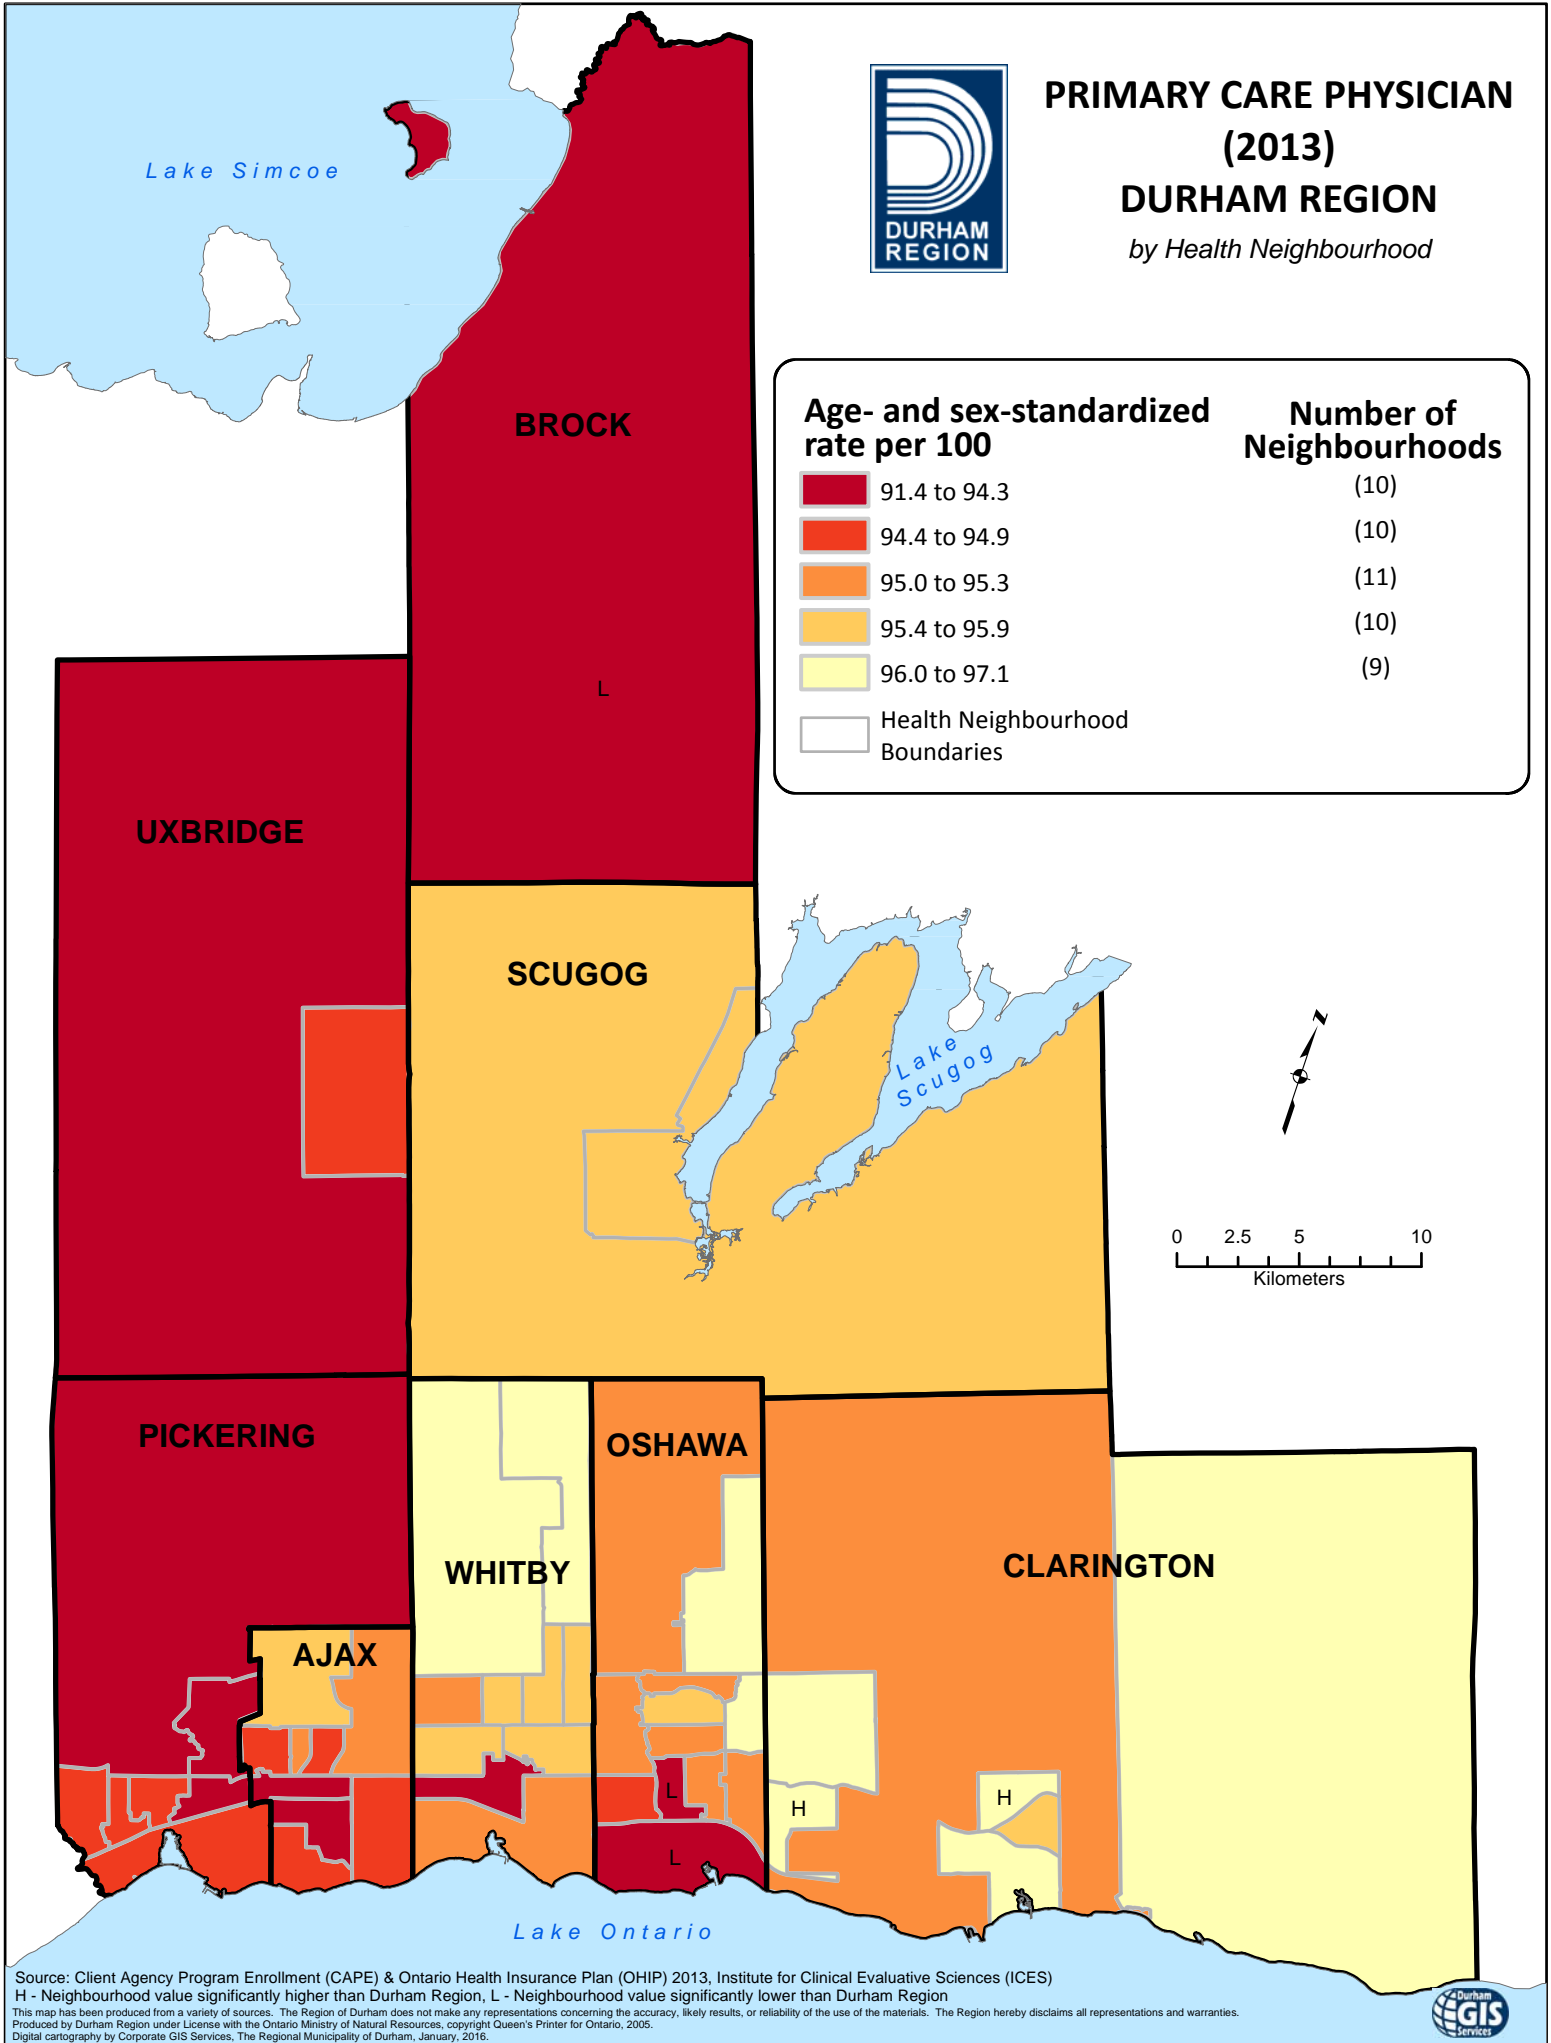 PRIMARY CARE PHYSICIAN
(2013)
DURHAM REGION
by Health Neighbourhood
DURHAM
REGION
Lake Simcoe
Age- and sex-standardized
rate per 100
Number of
Neighbourhoods
91.4 to 94.3 (10)
94.4 to 94.9 (10)
95.0 to 95.3 (11)
95.4 to 95.9 (10)
96.0 to 97.1 (9)
Health Neighbourhood
Boundaries
BROCK
L
UXBRIDGE
SCUGOG
Lake
Scugog
N
0 2.5 5 10
Kilometers
PICKERING
OSHAWA
WHITBY
CLARINGTON
AJAX
L
H
H
L
Lake Ontario
Source: Client Agency Program Enrollment (CAPE) & Ontario Health Insurance Plan (OHIP) 2013, Institute for Clinical Evaluative Sciences (ICES)
H - Neighbourhood value significantly higher than Durham Region, L - Neighbourhood value significantly lower than Durham Region
This map has been produced from a variety of sources. The Region of Durham does not make any representations concerning the accuracy, likely results, or reliability of the use of the materials. The Region hereby disclaims all representations and warranties.
Produced by Durham Region under License with the Ontario Ministry of Natural Resources, copyright Queen's Printer for Ontario, 2005.
Digital cartography by Corporate GIS Services, The Regional Municipality of Durham, January, 2016.
Durham
GIS
Services